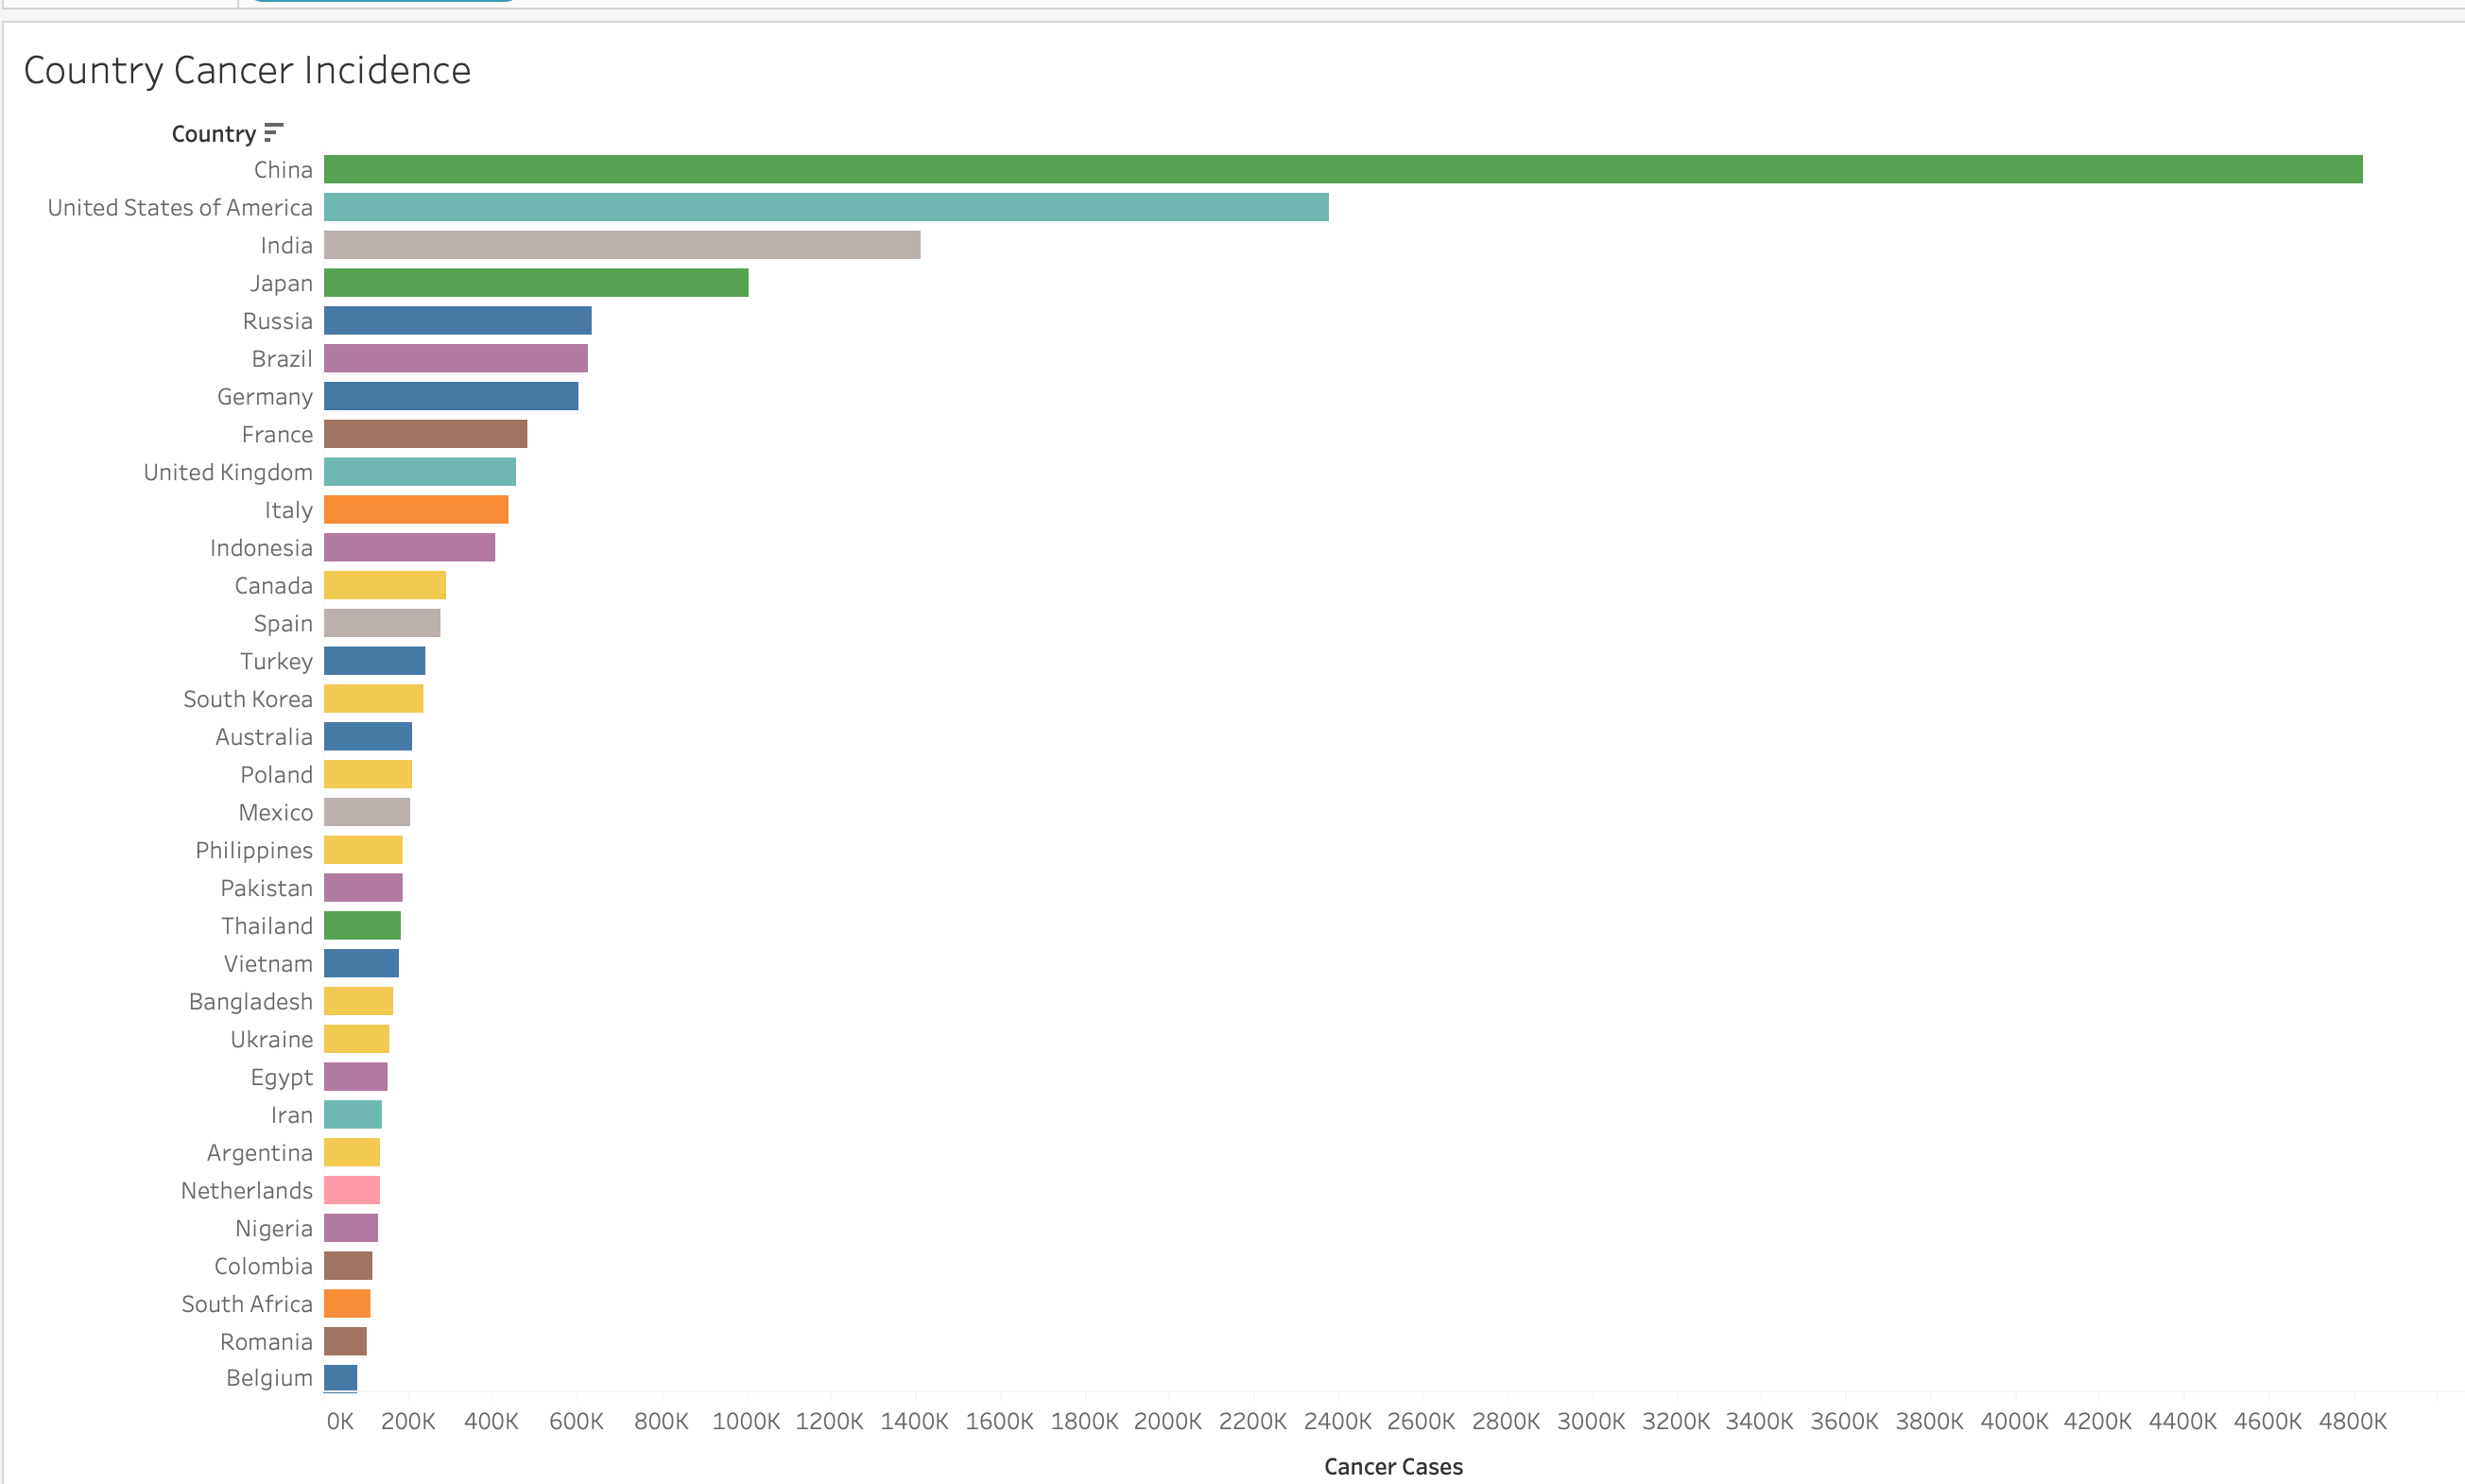 Country Cancer Incidence
Country
China
United States of America
India
Japan
Russia
Brazil
Germany
France
United Kingdom
Italy
Indonesia
Canada
Spain
Turkey
South Korea
Australia
Poland
Mexico
Philippines
Pakistan
Thailand
Vietnam
Bangladesh
Ukraine
Egypt
Iran
Argentina
Netherlands
Nigeria
Colombia
South Africa
Romania
Belgium
0K 200K 400K 600K 800K 1000K 1200K 1400K 1600K 1800K 2000K 2200K 2400K 2600K 2800K 3000K 3200K 3400K 3600K 3800K 4000K 4200K 4400K 4600K 4800K
Cancer Cases